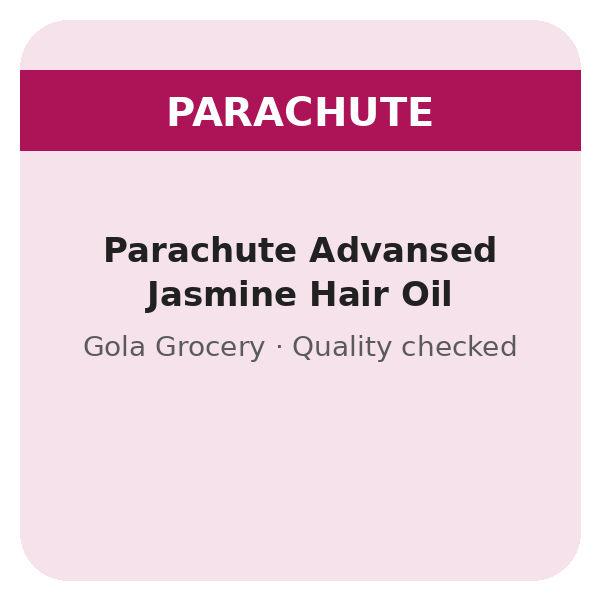 PARACHUTE
Parachute Advansed
Jasmine Hair Oil
Gola Grocery · Quality checked